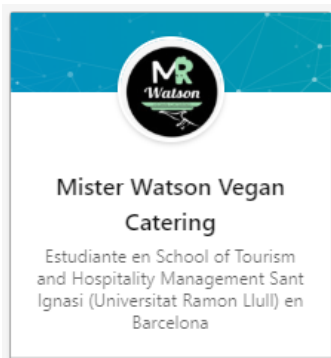 MR
Watson
Mister Watson Vegan
Catering
Estudiante en School of Tourism
and Hospitality Management Sant
Ignasi (Universitat Ramon Llull) en
Barcelona